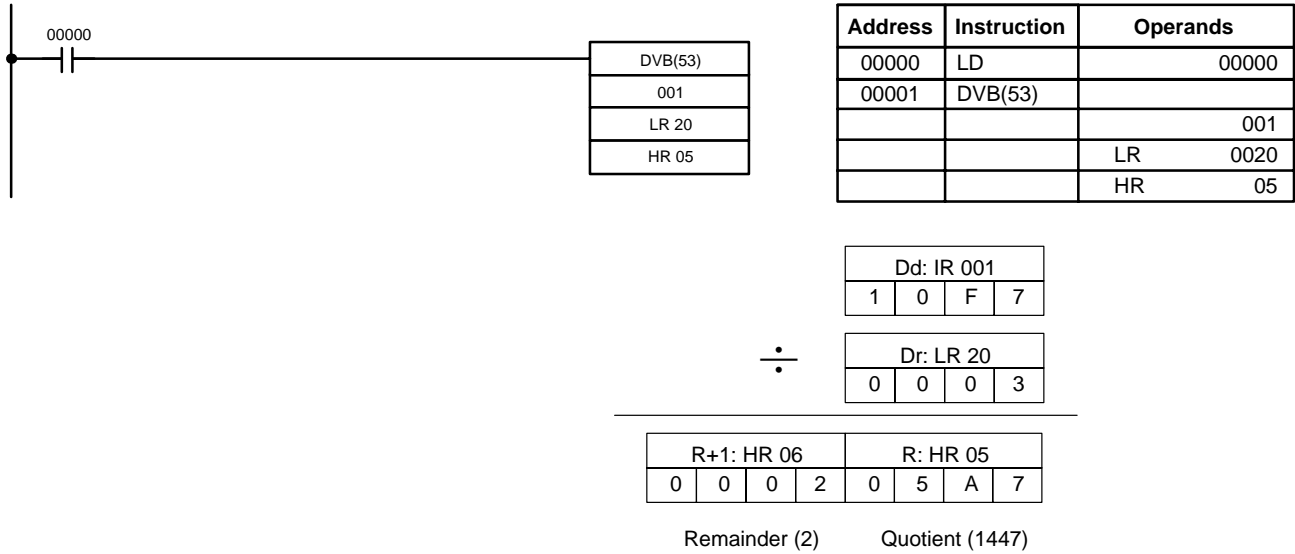 00000
DVB(53)
001
LR 20
HR 05
Address Instruction Operands
00000 LD 00000
00001 DVB(53)
001
LR 0020
HR 05
Dd: IR 001
1 0 F 7
÷
Dr: LR 20
0 0 0 3
R+1: HR 06 R: HR 05
0 0 0 2 0 5 A 7
Remainder (2) Quotient (1447)